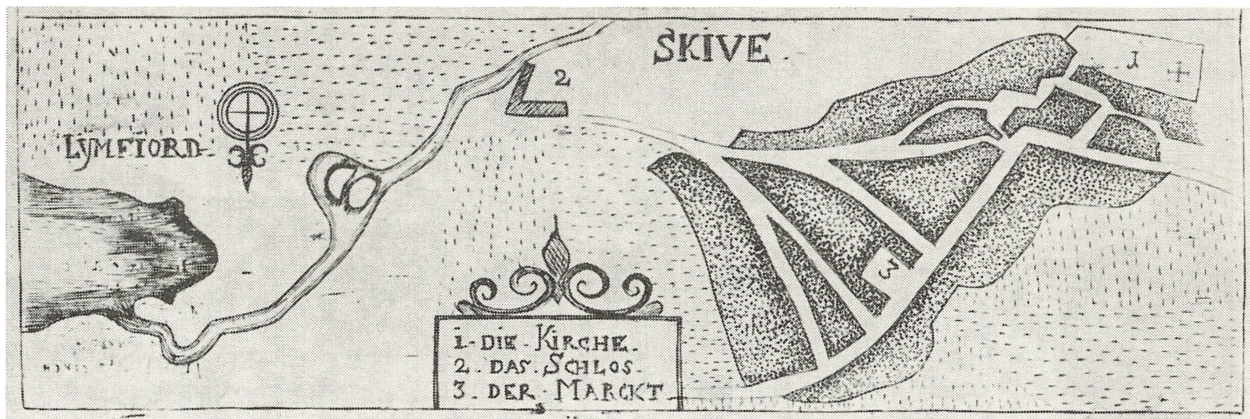 SKIVE
LYMFIORD
1
2
3
1. DIE KIRCHE.
2. DAS. SCHLOS.
3. DER. MARCKT